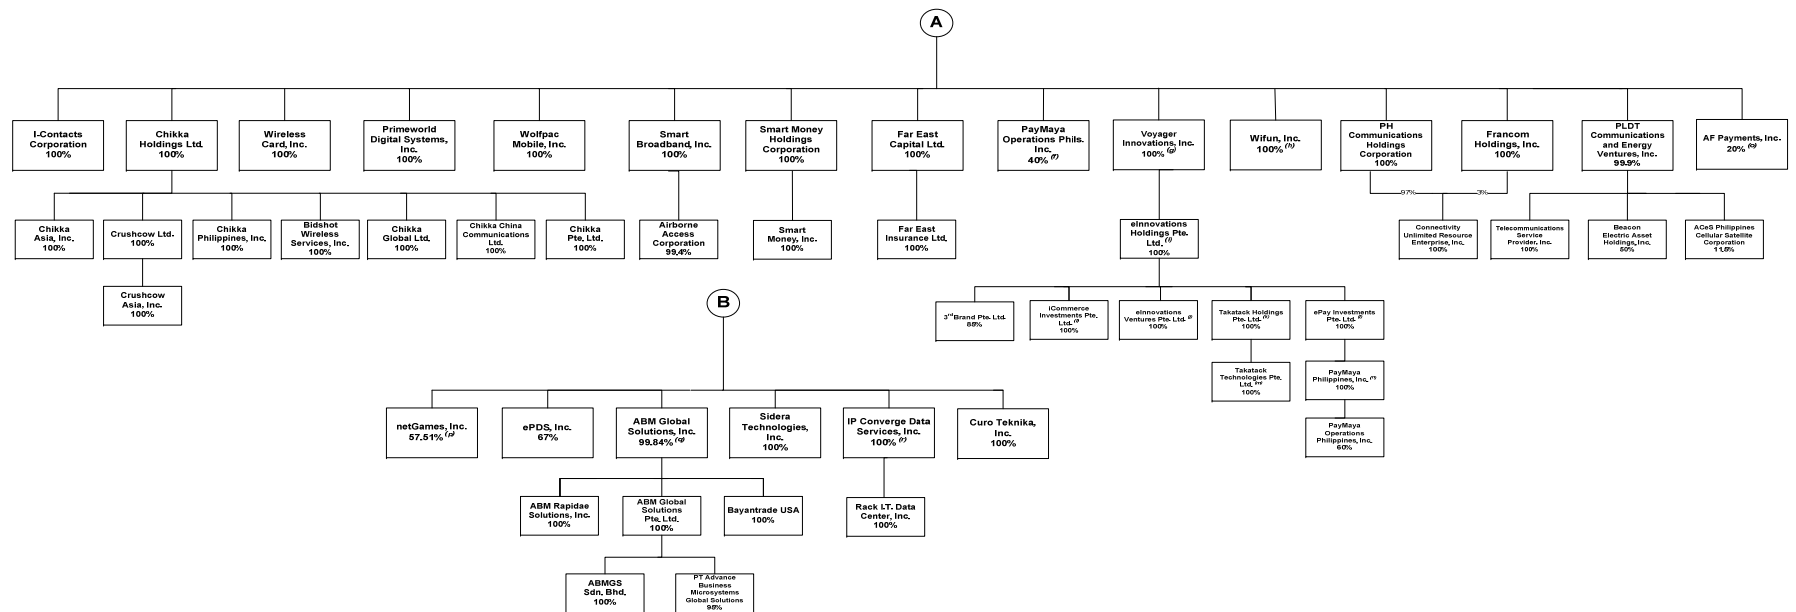 A
I-Contacts
Corporation
100%
Chikka
Holdings Ltd.
100%
Wireless
Card, Inc.
100%
Primeworld
Digital Systems,
Inc.
100%
Wolfpac
Mobile, Inc.
100%
Smart
Broadband, Inc.
100%
Smart Money
Holdings
Corporation
100%
Far East
Capital Ltd.
100%
PayMaya
Operations Phils.
Inc.
40% (f)
Voyager
Innovations, Inc.
100% (g)
Wifun, Inc.
100% (h)
PH
Communications
Holdings
Corporation
100%
Francom
Holdings, Inc.
100%
PLDT
Communications
and Energy
Ventures, Inc.
99.9%
AF Payments, Inc.
20% (o)
97%
3%
Chikka
Asia, Inc.
100%
Crushcow Ltd.
100%
Chikka
Philippines, Inc.
100%
Bidshot
Wireless
Services, Inc.
100%
Chikka
Global Ltd.
100%
Chikka China
Communications
Ltd.
100%
Chikka
Pte. Ltd.
100%
Airborne
Access
Corporation
99.4%
Smart
Money, Inc.
100%
Far East
Insurance Ltd.
100%
eInnovations
Holdings Pte.
Ltd. (i)
100%
Connectivity
Unlimited Resource
Enterprise, Inc.
100%
Telecommunications
Service
Provider, Inc.
100%
Beacon
Electric Asset
Holdings, Inc.
50%
ACeS Philippines
Cellular Satellite
Corporation
11.5%
Crushcow
Asia, Inc.
100%
3rd Brand Pte. Ltd.
85%
iCommerce
Investments Pte.
Ltd.
100%
eInnovations
Ventures Pte. Ltd.
100%
Takatack Holdings
Pte. Ltd. (k)
100%
ePay Investments
Pte. Ltd.
100%
Takatack
Technologies Pte.
Ltd. (m)
100%
PayMaya
Philippines, Inc. (n)
100%
PayMaya
Operations
Philippines, Inc.
60%
B
netGames, Inc.
57.51% (p)
ePDS, Inc.
67%
ABM Global
Solutions, Inc.
99.84% (q)
Sidera
Technologies,
Inc.
100%
IP Converge Data
Services, Inc.
100% (r)
Curo Teknika,
Inc.
100%
ABM Rapidae
Solutions, Inc.
100%
ABM Global
Solutions
Pte. Ltd.
100%
Bayantrade USA
100%
Rack I.T. Data
Center, Inc.
100%
ABMGS
Sdn. Bhd.
100%
PT Advance
Business
Microsystems
Global Solutions
98%